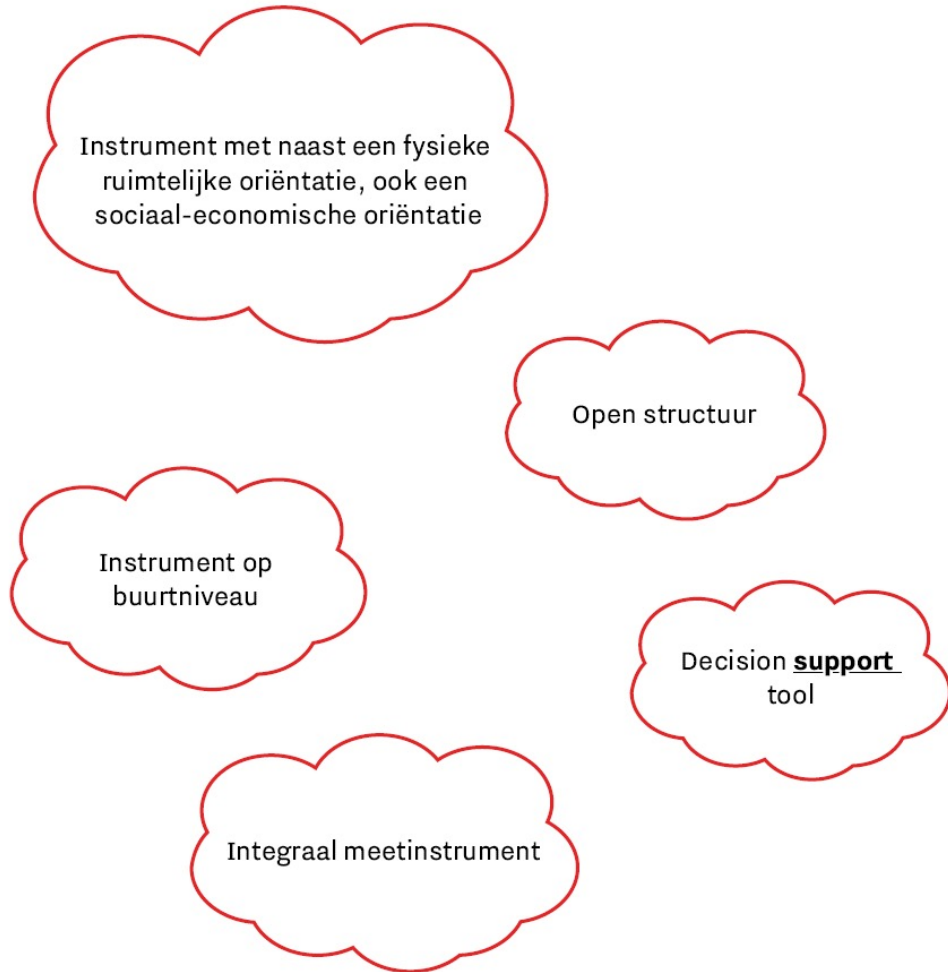 Instrument met naast een fysieke
ruimtelijke oriëntatie, ook een
sociaal-economische oriëntatie
Open structuur
Instrument op
buurtniveau
Decision support
tool
Integraal meetinstrument